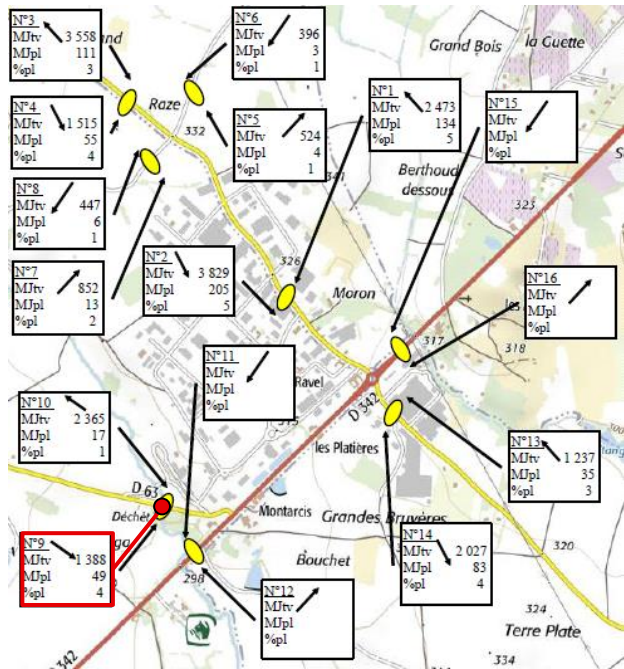 N°3
MJtv 3 558
MJpl 111
%pl 3
N°6
MJtv 396
MJpl 3
%pl 1
Grand Bois
la Guette
N°4
MJtv 1 515
MJpl 55
%pl 4
Raze
332
N°5
MJtv 524
MJpl 4
%pl 1
N°1
MJtv 2 473
MJpl 134
%pl 5
N°15
MJtv
MJpl
%pl
Berthoud
dessous
N°8
MJtv 447
MJpl 6
%pl 1
325
N°2
MJtv 3 829
MJpl 205
%pl 5
326
N°7
MJtv 852
MJpl 13
%pl 2
Moron
N°16
MJtv
MJpl
%pl
317
318
N°11
MJtv
MJpl
%pl
Ravel
D 342
N°10
MJtv 2 365
MJpl 17
%pl 1
les Platières
N°13
MJtv 1 237
MJpl 35
%pl 3
D 63
Déchèt
Montarcis
Grandes Bruyères
N°9
MJtv 1 388
MJpl 49
%pl 4
Bouchet
N°14
MJtv 2 027
MJpl 83
%pl 4
320
298
N°12
MJtv
MJpl
%pl
324
Terre Plate
334
D 342